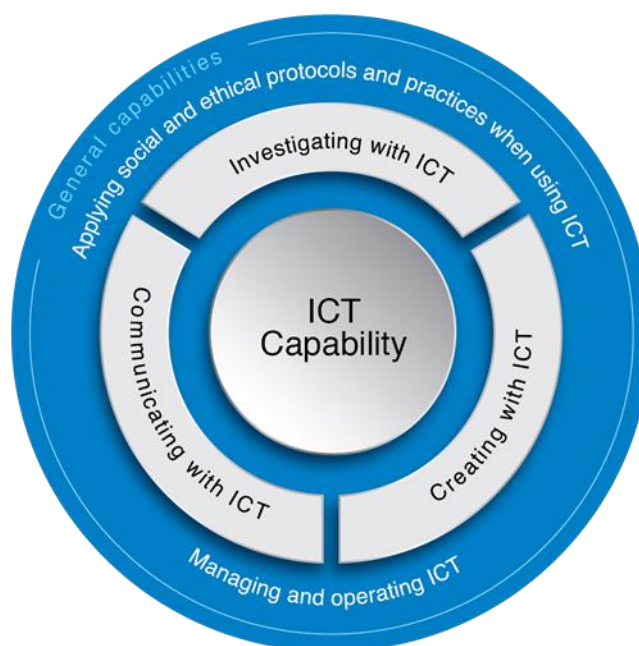 General capabilities
Applying social and ethical protocols and practices when using ICT
Investigating with ICT
ICT
Capability
Communicating with ICT
Creating with ICT
Managing and operating ICT